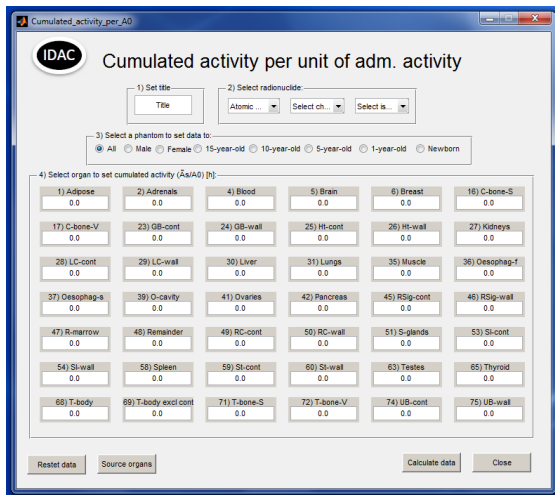 Cumulated_activity_per_A0
IDAC
Cumulated activity per unit of adm. activity
1) Set title
2) Select radionuclide:
Title
Atomic ...
Select ch...
Select is...
3) Select a phantom to set data to:
All Male Female 15-year-old 10-year-old 5-year-old 1-year-old Newborn
4) Select organ to set cumulated activity (Ãs/A0) [h]:
1) Adipose 2) Adrenals 4) Blood 5) Brain 6) Breast 16) C-bone-S
0.0 0.0 0.0 0.0 0.0 0.0
17) C-bone-V 23) GB-cont 24) GB-wall 25) Ht-cont 26) Ht-wall 27) Kidneys
0.0 0.0 0.0 0.0 0.0 0.0
28) LC-cont 29) LC-wall 30) Liver 31) Lungs 35) Muscle 36) Oesophag-f
0.0 0.0 0.0 0.0 0.0 0.0
37) Oesophag-s 39) O-cavity 41) Ovaries 42) Pancreas 45) RSig-cont 46) RSig-wall
0.0 0.0 0.0 0.0 0.0 0.0
47) R-marrow 48) Remainder 49) RC-cont 50) RC-wall 51) S-glands 53) SI-cont
0.0 0.0 0.0 0.0 0.0 0.0
54) SI-wall 58) Spleen 59) St-cont 60) St-wall 63) Testes 65) Thyroid
0.0 0.0 0.0 0.0 0.0 0.0
68) T-body 69) T-body excl cont 71) T-bone-S 72) T-bone-V 74) UB-cont 75) UB-wall
0.0 0.0 0.0 0.0 0.0 0.0
Restet data Source organs Calculate data Close